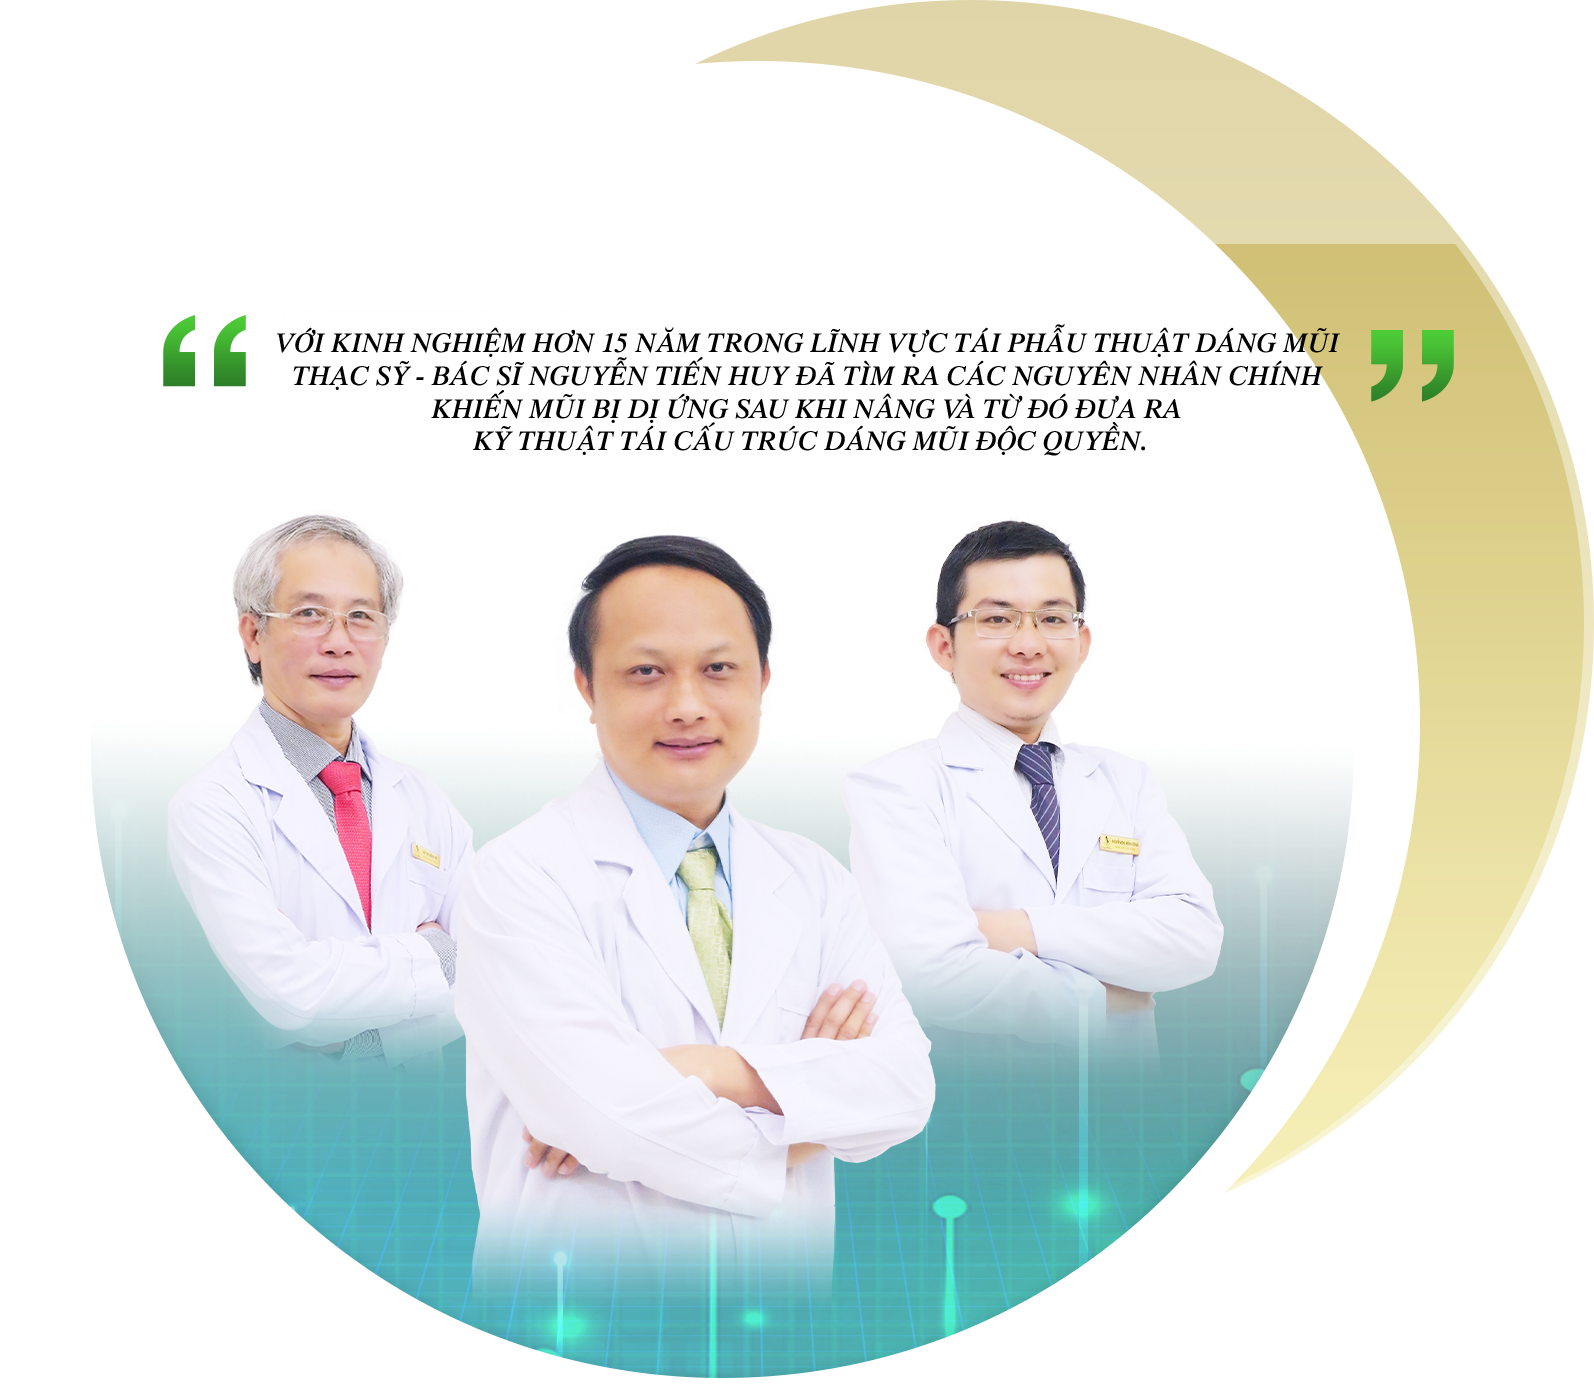 VỚI KINH NGHIỆM HƠN 15 NĂM TRONG LĨNH VỰC TÁI PHẪU THUẬT DÁNG MŨI
THẠC SỸ - BÁC SĨ NGUYỄN TIẾN HUY ĐÃ TÌM RA CÁC NGUYÊN NHÂN CHÍNH
KHIẾN MŨI BỊ DỊ ỨNG SAU KHI NÂNG VÀ TỪ ĐÓ ĐƯA RA
KỸ THUẬT TÁI CẤU TRÚC DÁNG MŨI ĐỘC QUYỀN.